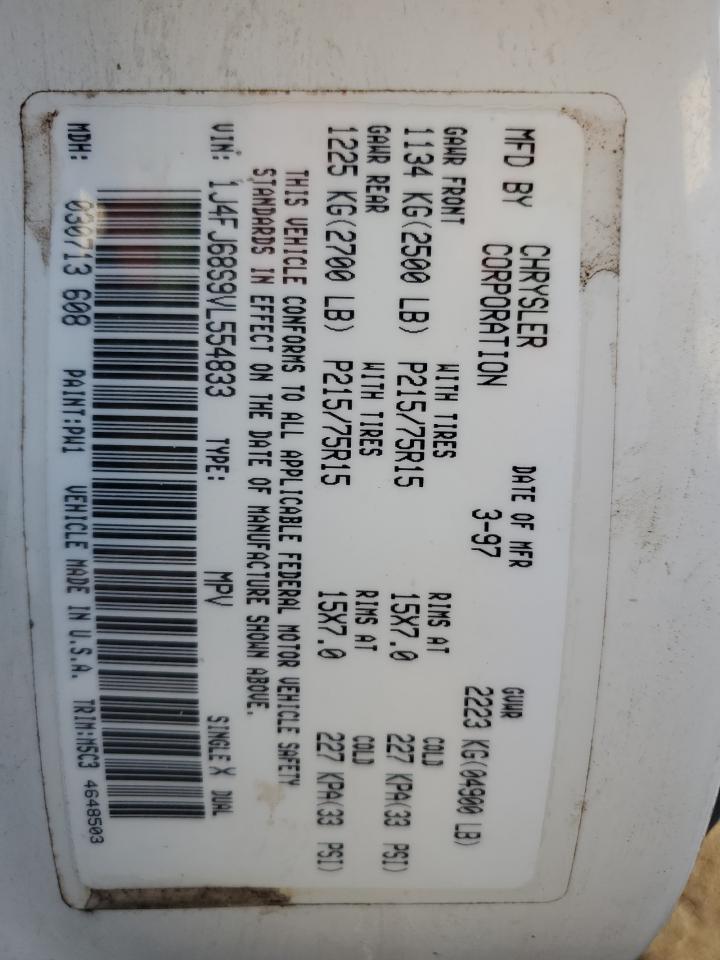 MFD BY CHRYSLER CORPORATION DATE OF MFR 3-97 GVWR 2223 KG(04900 LB)
GAWR FRONT WITH TIRES RIMS AT COLD
1134 KG(2500 LB) P215/75R15 15X7.0 227 KPA(33 PSI)
GAWR REAR WITH TIRES RIMS AT COLD
1225 KG(2700 LB) P215/75R15 15X7.0 227 KPA(33 PSI)
THIS VEHICLE CONFORMS TO ALL APPLICABLE FEDERAL MOTOR VEHICLE SAFETY
STANDARDS IN EFFECT ON THE DATE OF MANUFACTURE SHOWN ABOVE.
VIN: 1J4FJ68S9VL554833 TYPE: MPV SINGLE X DUAL
MDH: 030713 608 PAINT:PW1 VEHICLE MADE IN U.S.A. TRIM:M5C3 4648503